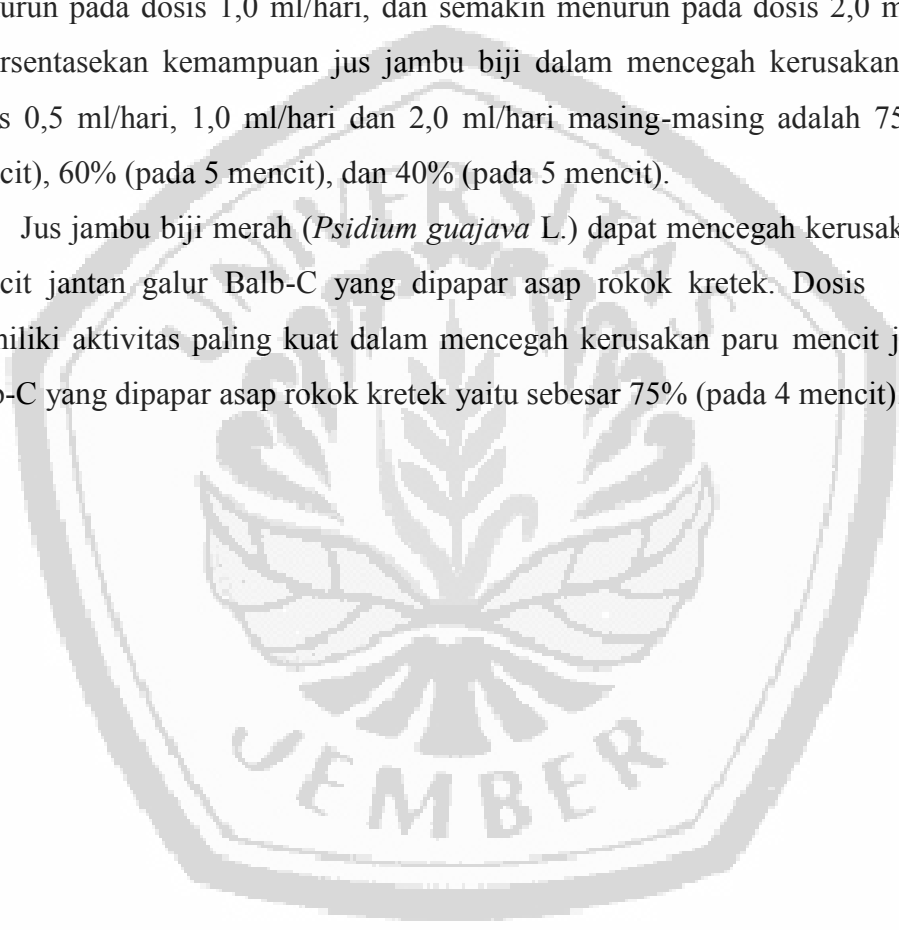 urun pada dosis 1,0 ml/hari, dan semakin menurun pada dosis 2,0 m
ersentasekan kemampuan jus jambu biji dalam mencegah kerusakan
s 0,5 ml/hari, 1,0 ml/hari dan 2,0 ml/hari masing-masing adalah 75
cit), 60% (pada 5 mencit), dan 40% (pada 5 mencit).
Jus jambu biji merah (Psidium guajava L.) dapat mencegah kerusak
cit jantan galur Balb-C yang dipapar asap rokok kretek. Dosis
niliki aktivitas paling kuat dalam mencegah kerusakan paru mencit j
b-C yang dipapar asap rokok kretek yaitu sebesar 75% (pada 4 mencit)
UNIVERSITAS
JEMBER